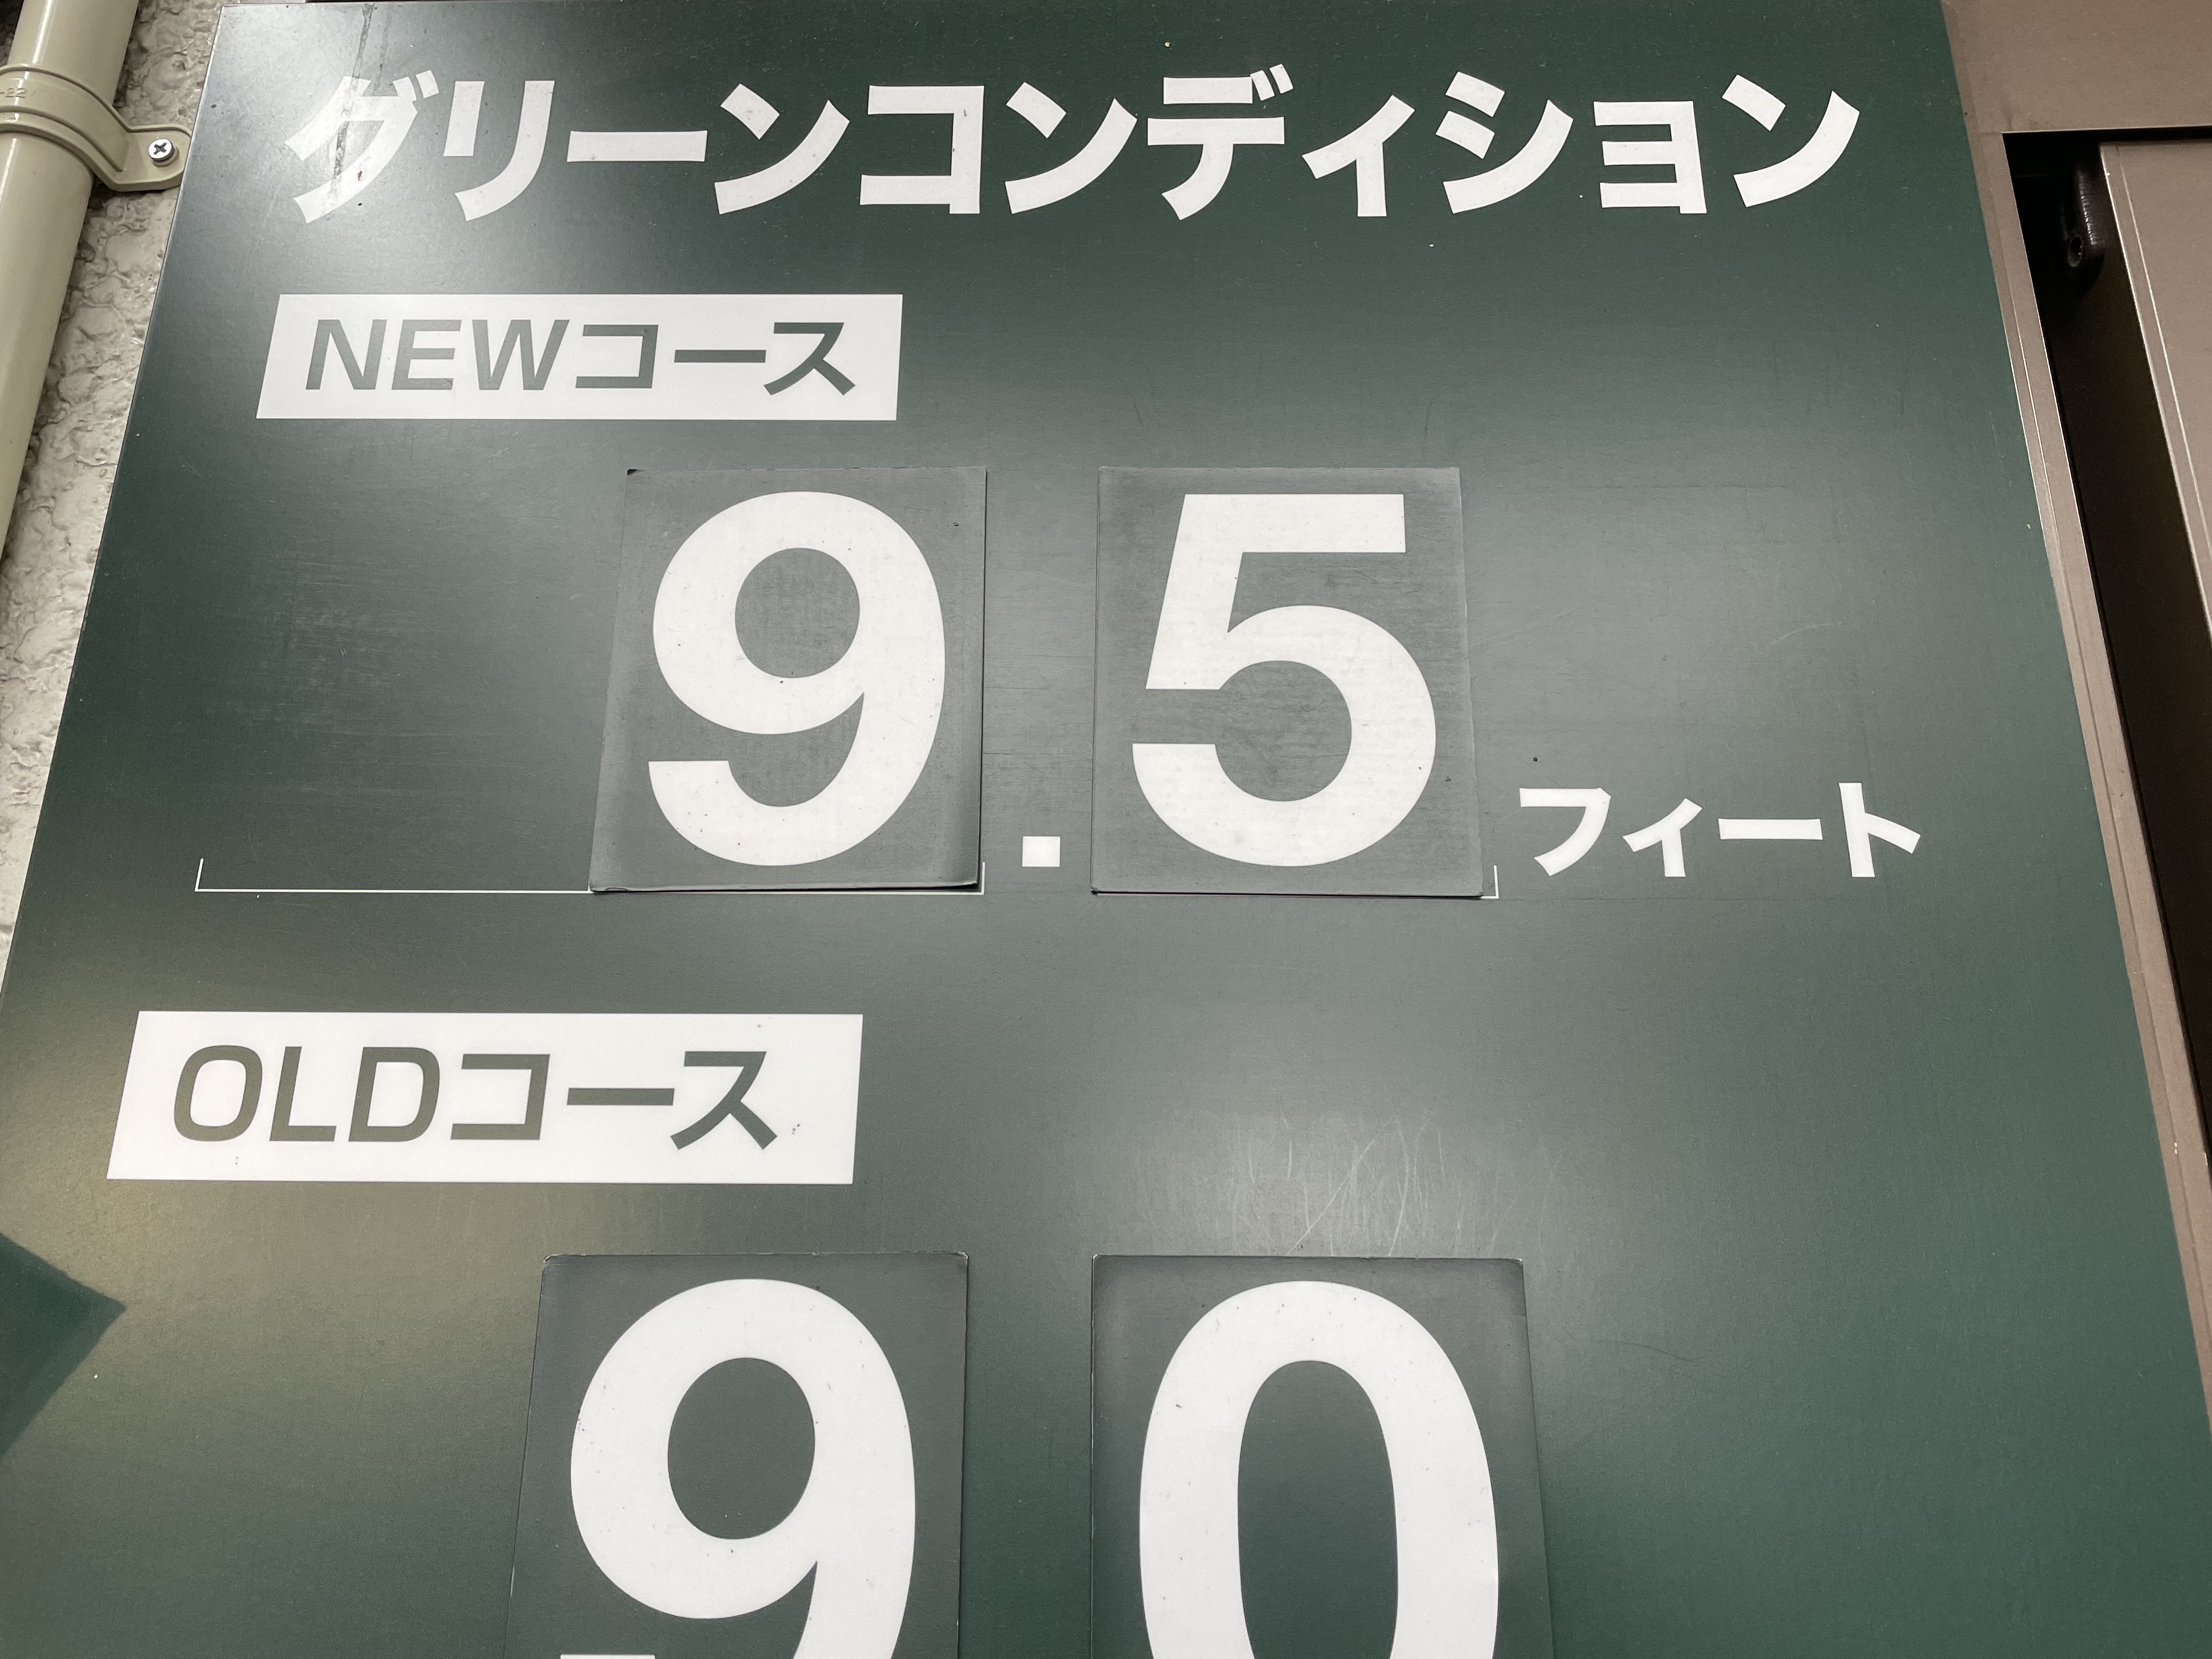 グリーンコンディション
NEWコース
9.5フィート
OLDコース
9 0